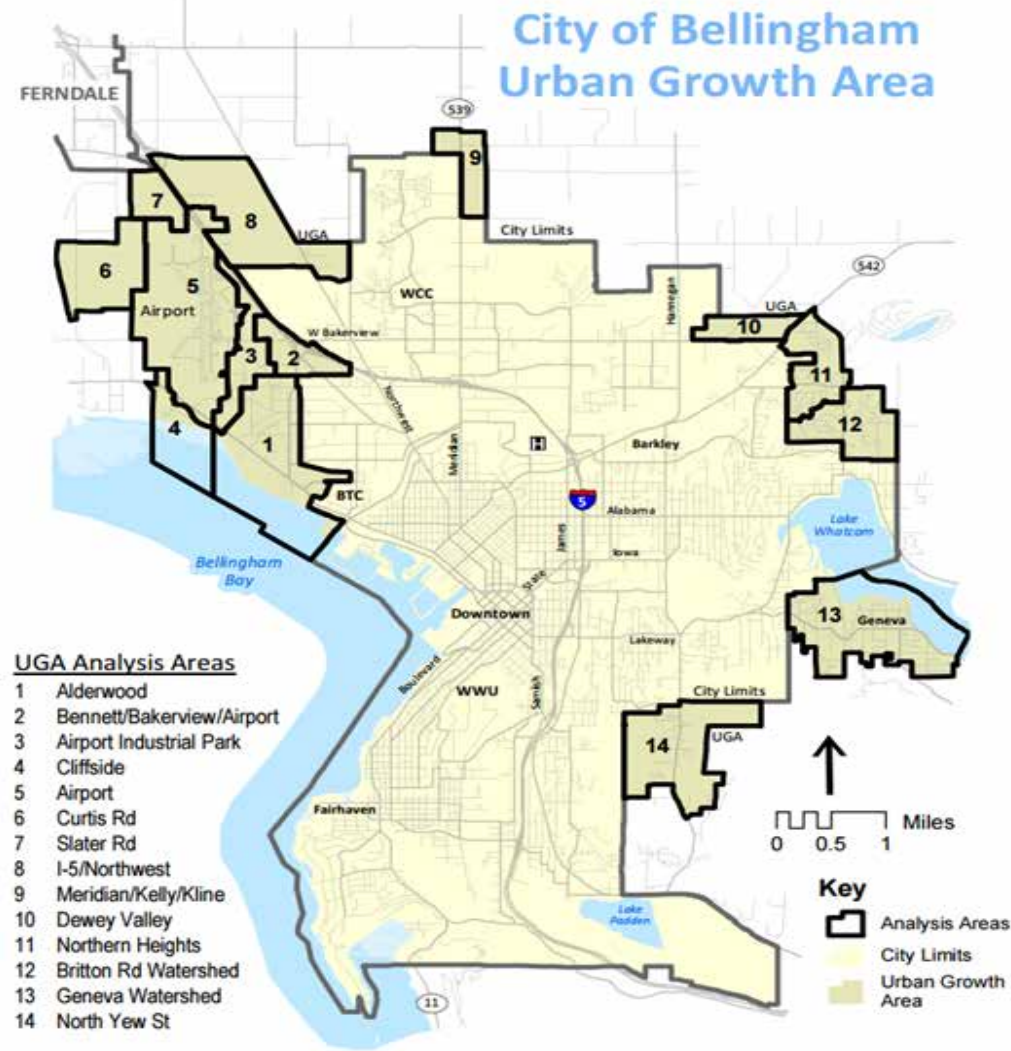 City of Bellingham
Urban Growth Area
FERNDALE
539
9
7
8
UGA
City Limits
6
5
542
WCC
Airport
Hannegan
UGA
10
W Bakerview
3
2
11
Northwest
4
1
12
H
Barkley
Meridian
BTC
5
Alabama
Lake
Whatcom
James
Iowa
Bellingham
Bay
State
Downtown
13
Geneva
Lakeway
Boulevard
WWU
Samish
City Limits
14
UGA
UGA Analysis Areas
1 Alderwood
2 Bennett/Bakerview/Airport
3 Airport Industrial Park
4 Cliffside
5 Airport
6 Curtis Rd
7 Slater Rd
8 I-5/Northwest
9 Meridian/Kelly/Kline
10 Dewey Valley
11 Northern Heights
12 Britton Rd Watershed
13 Geneva Watershed
14 North Yew St
Fairhaven
Miles
0 0.5 1
Key
Analysis Areas
City Limits
Urban Growth
Area
Lake
Padden
11